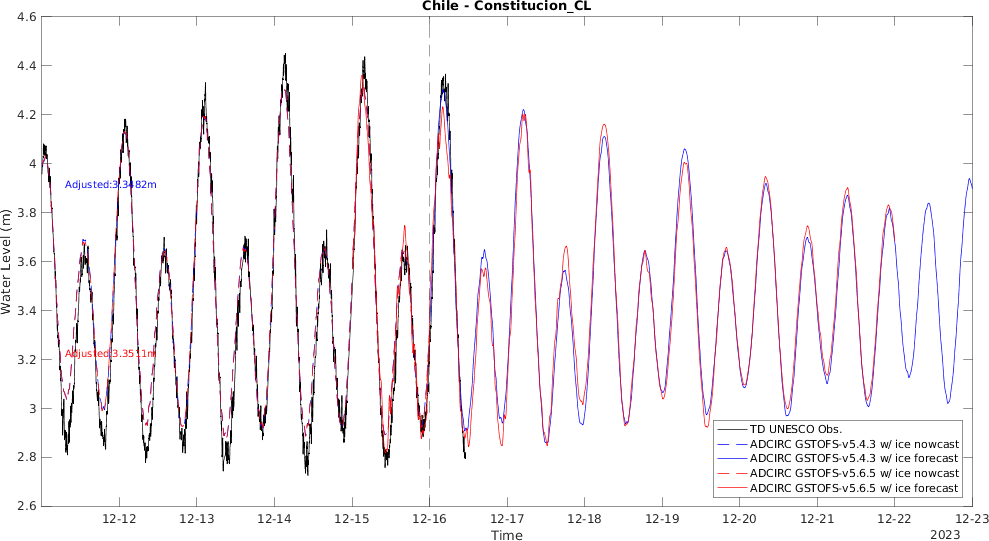 Chile - Constitucion_CL
4.6
4.4
4.2
4
3.8
3.6
3.4
3.2
3
2.8
2.6
Water Level (m)
Adjusted:3.3482m
Adjusted:3.3511m
TD UNESCO Obs.
ADCIRC GSTOFS-v5.4.3 w/ ice nowcast
ADCIRC GSTOFS-v5.4.3 w/ ice forecast
ADCIRC GSTOFS-v5.6.5 w/ ice nowcast
ADCIRC GSTOFS-v5.6.5 w/ ice forecast
12-12 12-13 12-14 12-15 12-16 12-17 12-18 12-19 12-20 12-21 12-22 12-23
Time
2023